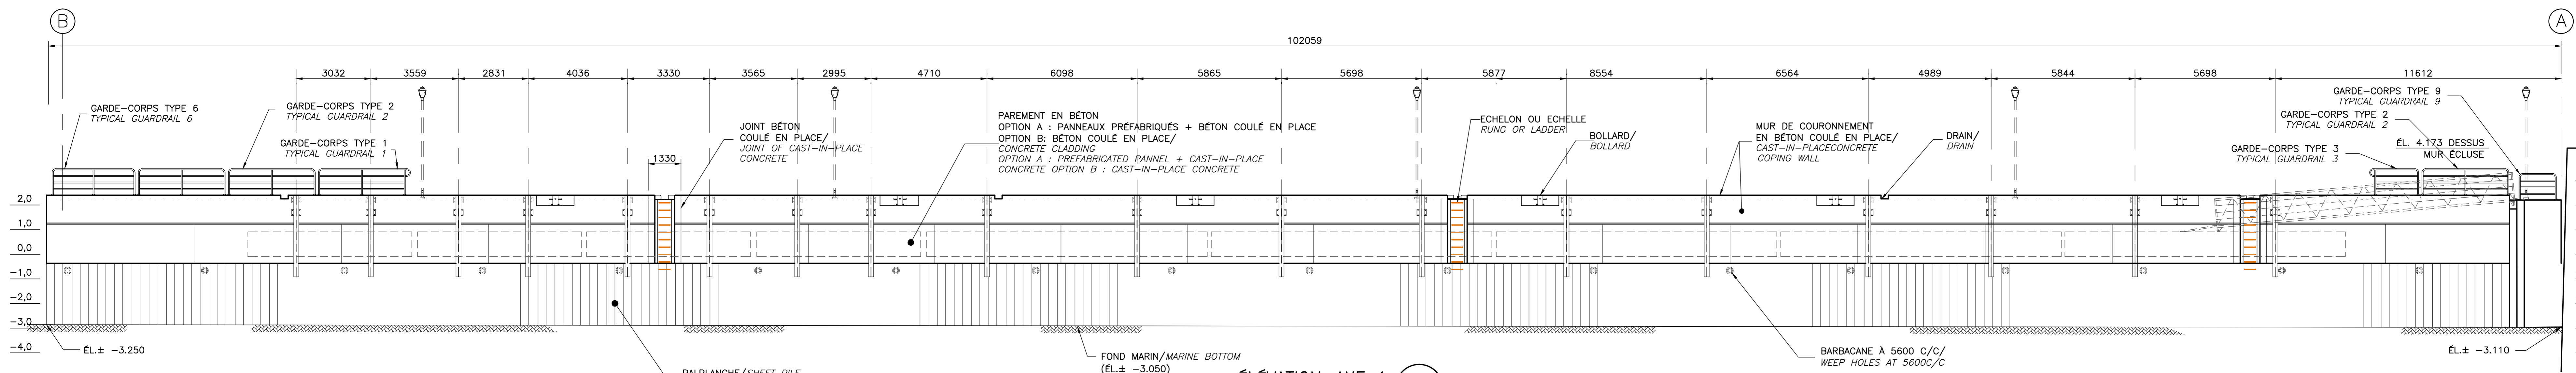 B
A
102059
3032
3559
2831
4036
3330
3565
2995
4710
6098
5865
5698
5877
8554
6564
4989
5844
5698
11612
GARDE-CORPS TYPE 6
TYPICAL GUARDRAIL 6
GARDE-CORPS TYPE 2
TYPICAL GUARDRAIL 2
GARDE-CORPS TYPE 1
TYPICAL GUARDRAIL 1
JOINT BÉTON
COULÉ EN PLACE/
JOINT OF CAST-IN-PLACE
CONCRETE
1330
PAREMENT EN BÉTON
OPTION A : PANNEAUX PRÉFABRIQUÉS + BÉTON COULÉ EN PLACE
OPTION B: BÉTON COULÉ EN PLACE/
CONCRETE CLADDING
OPTION A : PREFABRICATED PANNEL + CAST-IN-PLACE
CONCRETE OPTION B : CAST-IN-PLACE CONCRETE
ECHELON OU ECHELLE
RUNG OR LADDER
BOLLARD/
BOLLARD
MUR DE COURONNEMENT
EN BÉTON COULÉ EN PLACE/
CAST-IN-PLACECONCRETE
COPING WALL
DRAIN/
DRAIN
GARDE-CORPS TYPE 9
TYPICAL GUARDRAIL 9
GARDE-CORPS TYPE 2
TYPICAL GUARDRAIL 2
GARDE-CORPS TYPE 3
TYPICAL GUARDRAIL 3
ÉL. 4.173 DESSUS
MUR ÉCLUSE
2,0
1,0
0,0
-1,0
-2,0
-3,0
-4,0
ÉL.± -3.250
PALPLANCHE/SHEET PILE
FOND MARIN/MARINE BOTTOM
(ÉL.± -3.050)
ÉLÉVATION AXE 1
BARBACANE À 5600 C/C/
WEEP HOLES AT 5600C/C
ÉL.± -3.110